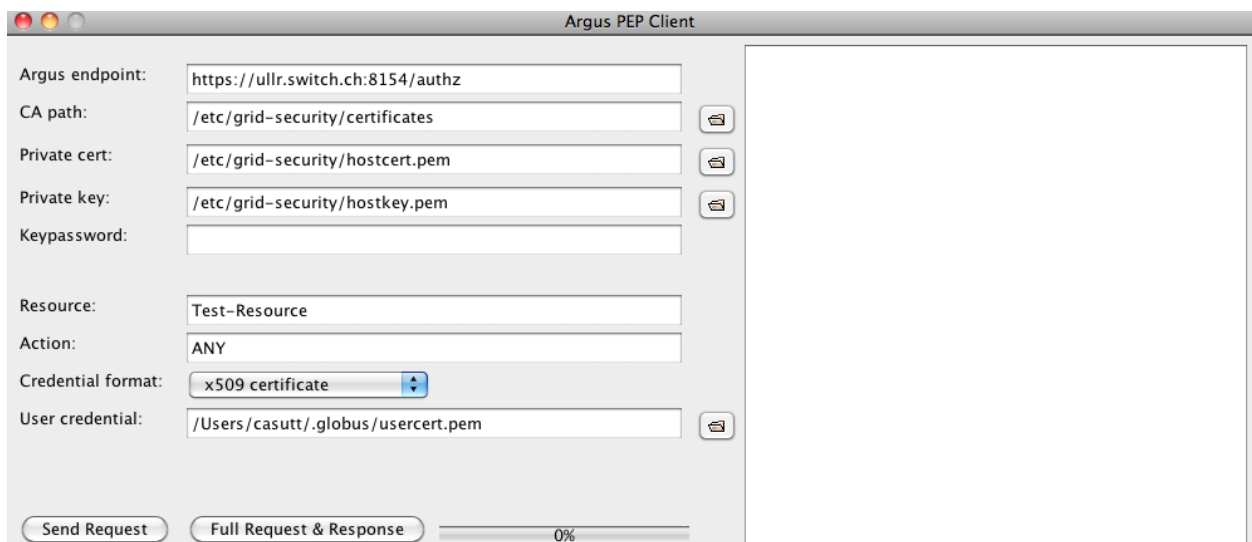 Argus PEP Client
Argus endpoint: https://ullr.switch.ch:8154/authz
CA path: /etc/grid-security/certificates
Private cert: /etc/grid-security/hostcert.pem
Private key: /etc/grid-security/hostkey.pem
Keypassword:
Resource: Test-Resource
Action: ANY
Credential format: x509 certificate
User credential: /Users/casutt/.globus/usercert.pem
Send Request Full Request & Response 0%